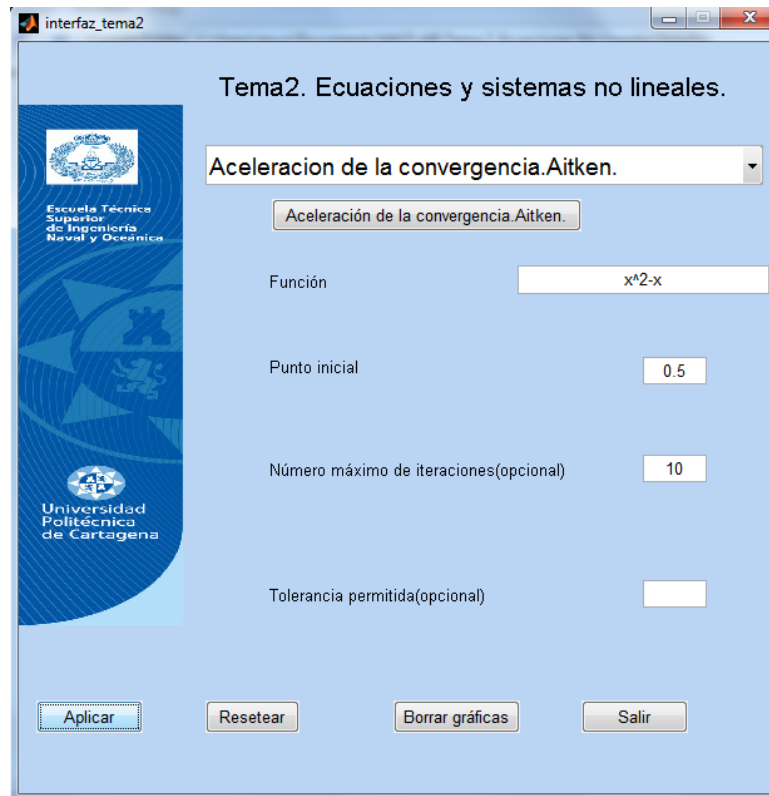 interfaz_tema2
Tema2. Ecuaciones y sistemas no lineales.
Aceleracion de la convergencia.Aitken.
Escuela Técnica
Superior
de Ingeniería
Naval y Oceánica
Aceleración de la convergencia.Aitken.
Función
x^2-x
Punto inicial
0.5
Número máximo de iteraciones(opcional)
10
Universidad
Politécnica
de Cartagena
Tolerancia permitida(opcional)
Aplicar
Resetear
Borrar gráficas
Salir